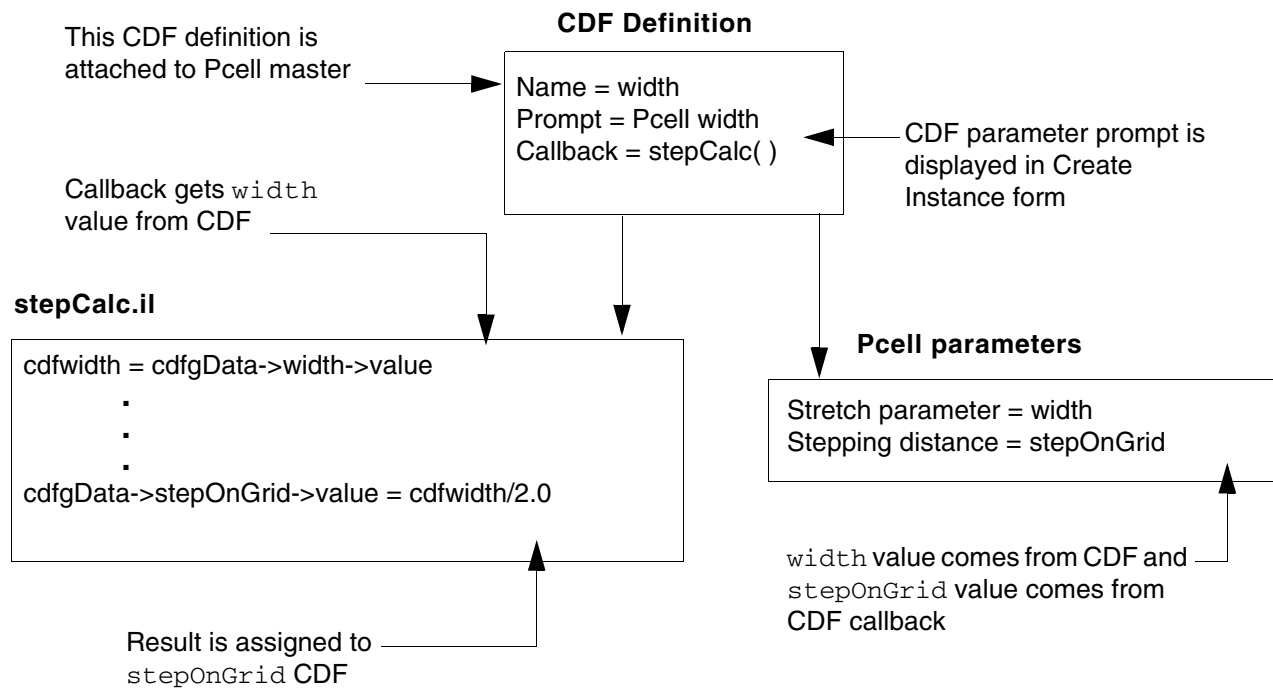 CDF Definition
This CDF definition is
attached to Pcell master
Name = width
Prompt = Pcell width
Callback = stepCalc( )
CDF parameter prompt is
displayed in Create
Instance form
Callback gets width
value from CDF
stepCalc.il
cdfwidth = cdfgData->width->value
.
.
.
cdfgData->stepOnGrid->value = cdfwidth/2.0
Pcell parameters
Stretch parameter = width
Stepping distance = stepOnGrid
width value comes from CDF and
stepOnGrid value comes from
CDF callback
Result is assigned to
stepOnGrid CDF